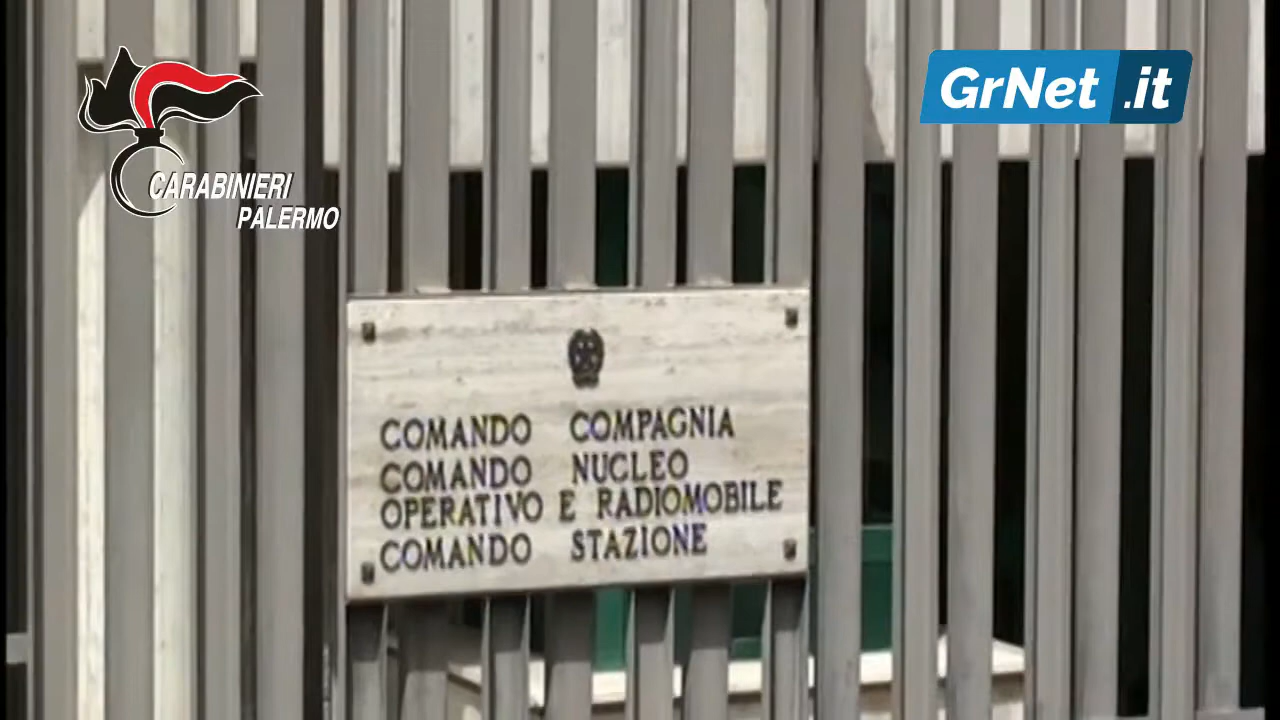 CARABINIERI
PALERMO
GrNet.it
COMANDO COMPAGNIA
COMANDO NUCLEO
OPERATIVO E RADIOMOBILE
COMANDO STAZIONE